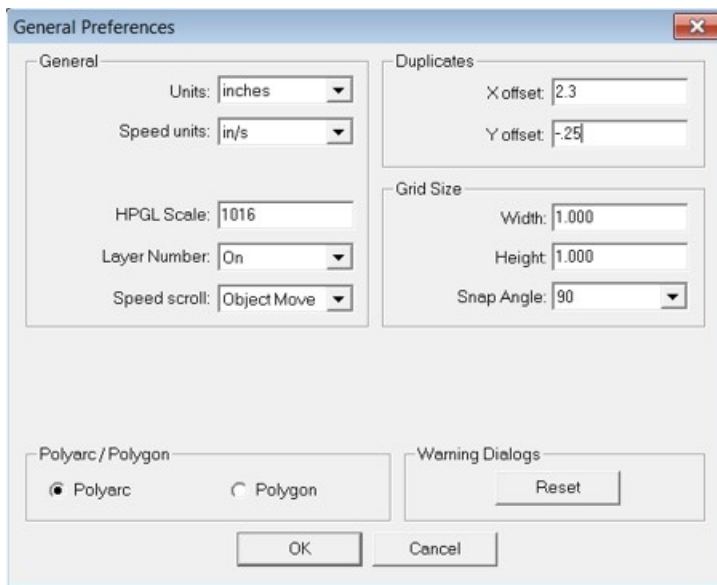 General Preferences
General
Units: inches
Speed units: in/s
HPGL Scale: 1016
Layer Number: On
Speed scroll: Object Move
Duplicates
X offset: 2.3
Y offset: -.25
Grid Size
Width: 1.000
Height: 1.000
Snap Angle: 90
Polyarc / Polygon
Polyarc
Polygon
Warning Dialogs
Reset
OK
Cancel